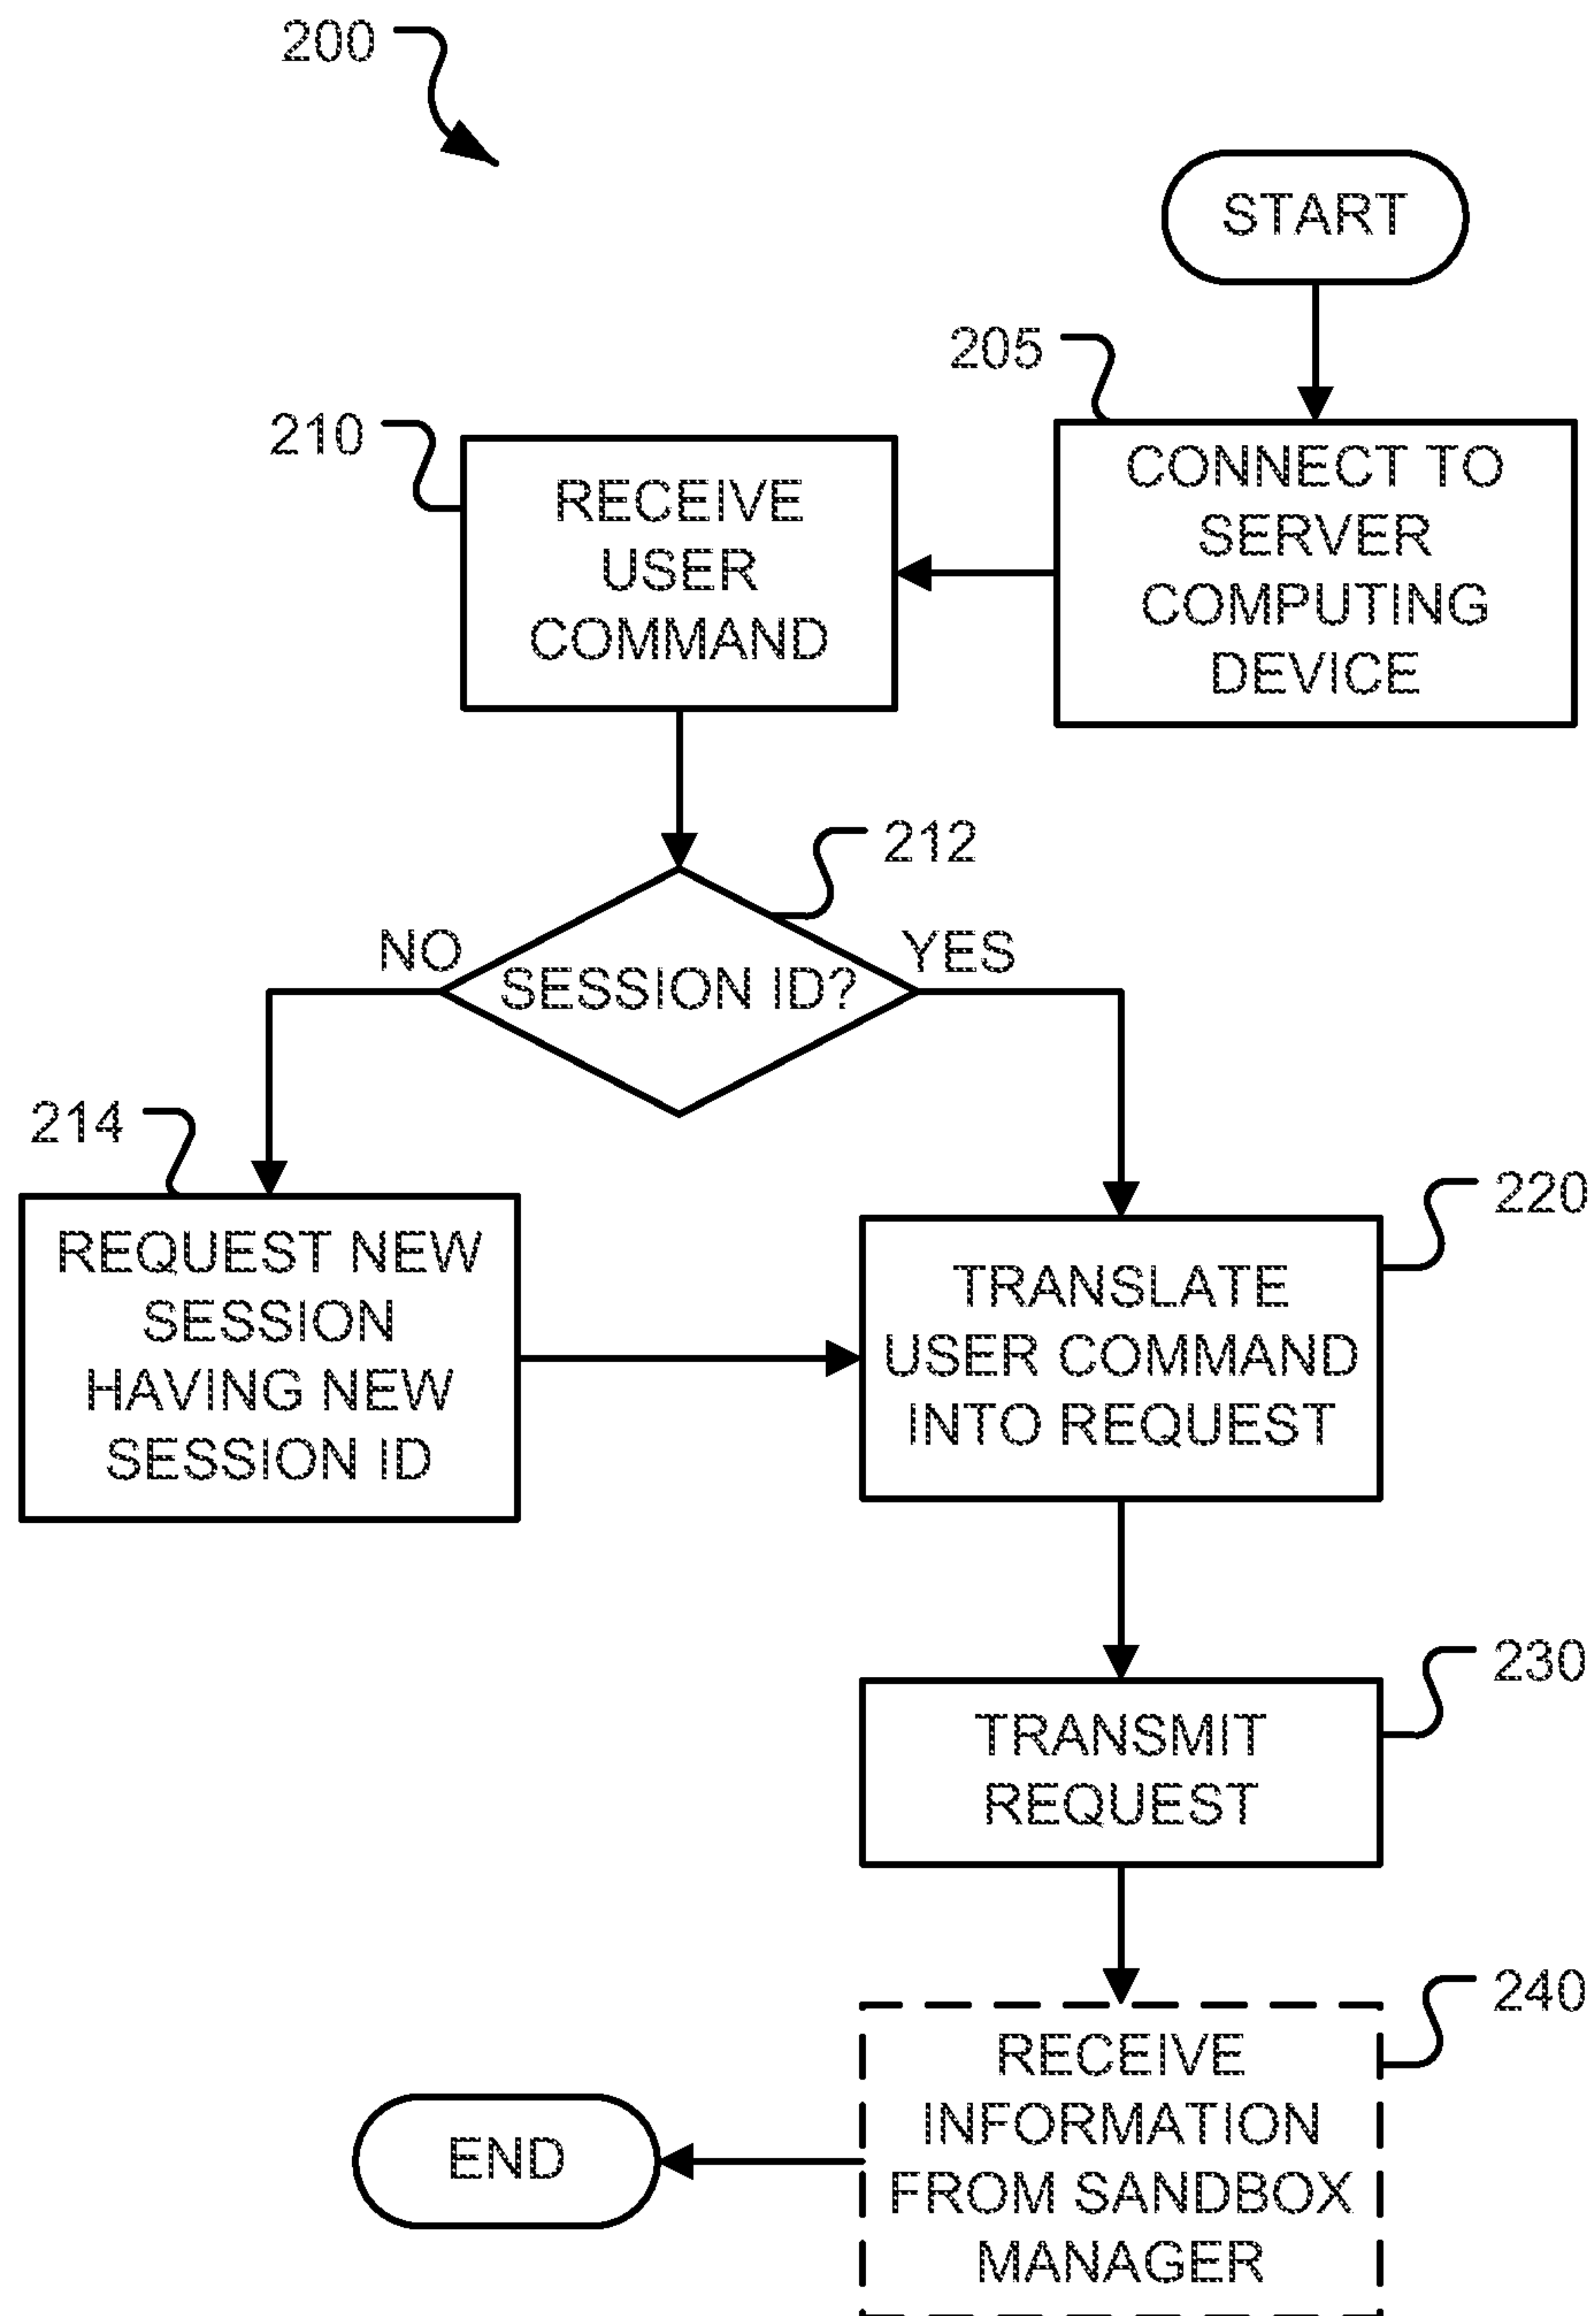 200
START
205
CONNECT TO
SERVER
COMPUTING
DEVICE
210
RECEIVE
USER
COMMAND
212
NO
SESSION ID?
YES
214
REQUEST NEW
SESSION
HAVING NEW
SESSION ID
220
TRANSLATE
USER COMMAND
INTO REQUEST
230
TRANSMIT
REQUEST
240
RECEIVE
INFORMATION
FROM SANDBOX
MANAGER
END